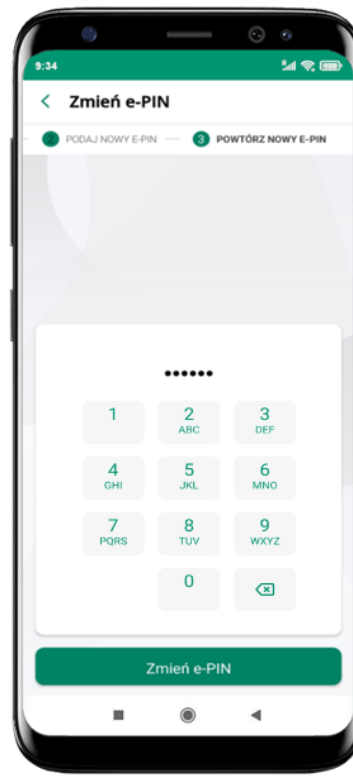 9:34
Zmień e-PIN
2 PODAJ NOWY E-PIN 3 POWTÓRZ NOWY E-PIN
••••••
1 2 3
ABC DEF
4 5 6
GHI JKL MNO
7 8 9
PQRS TUV WXYZ
0
Zmień e-PIN